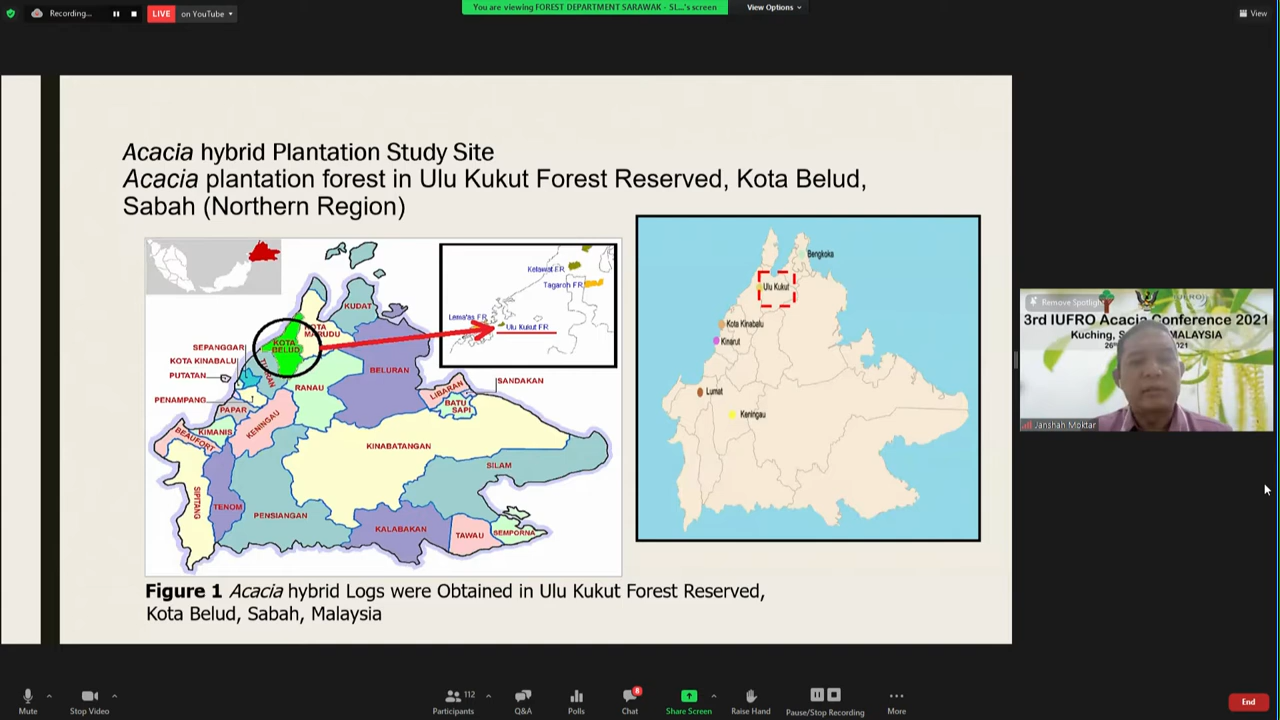 Recording...
LIVE
on YouTube
You are viewing FOREST DEPARTMENT SARAWAK - SL...'s screen
View Options
View
Acacia hybrid Plantation Study Site
Acacia plantation forest in Ulu Kukut Forest Reserved, Kota Belud,
Sabah (Northern Region)
KUDAT
KOTA
MARUDU
KOTA
BELUD
SEPANGGAR
KOTA KINABALU
PUTATAN
PENAMPANG
PAPAR
KIMANIS
BEAUFORT
KENINGAU
RANAU
BELURAN
LIBARAN
SANDAKAN
BATU
SAPI
KINABATANGAN
SILAM
SIPITANG
TENOM
PENSIANGAN
KALABAKAN
TAWAU
SEMPORNA
Kelawat F.R
Tagaroh F.R
Lema'as F.R
Ulu Kukut F.R
Bengkoka
Ulu Kukut
Kota Kinabalu
Kinarut
Lumat
Keningau
Figure 1 Acacia hybrid Logs were Obtained in Ulu Kukut Forest Reserved,
Kota Belud, Sabah, Malaysia
Remove Spotlight
3rd IUFRO Acacia Conference 2021
Kuching, MALAYSIA
2021
Janshah Moktar
Mute
Stop Video
Participants
112
Q&A
Polls
Chat
8
Share Screen
Raise Hand
Pause/Stop Recording
More
End